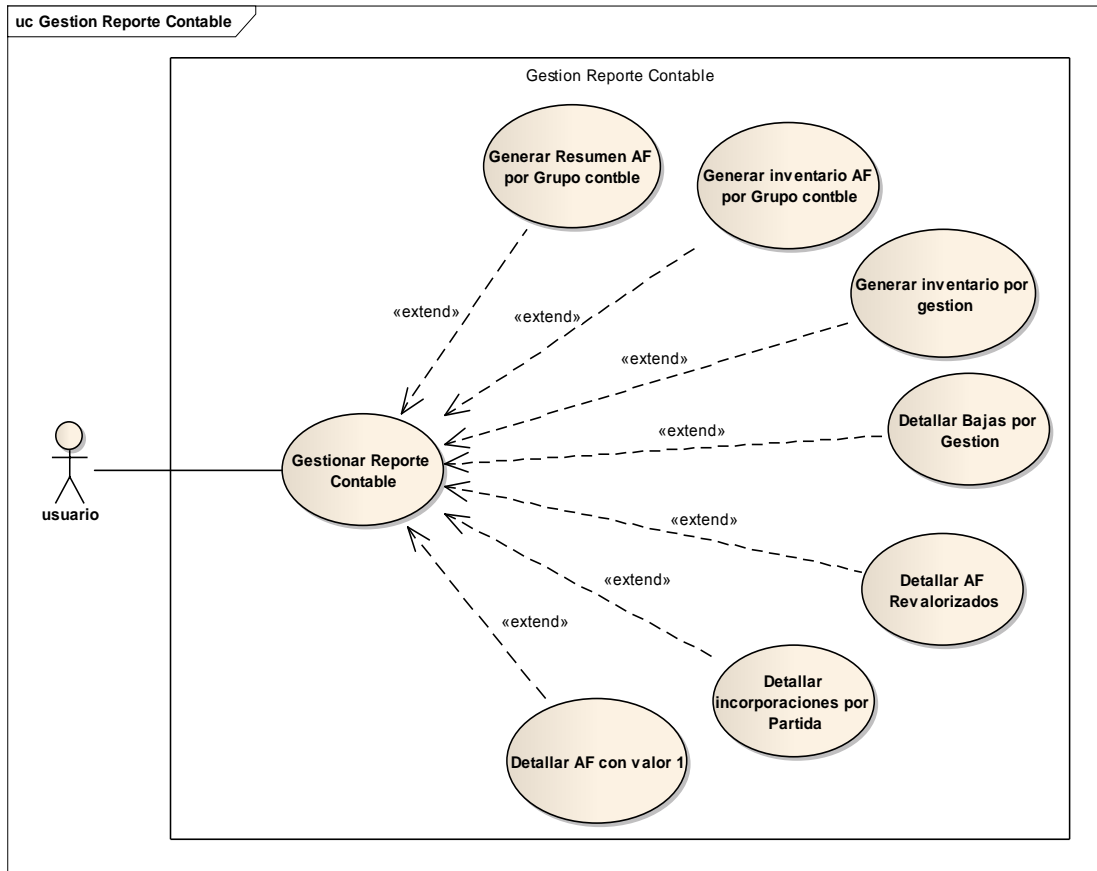 uc Gestion Reporte Contable
Gestion Reporte Contable
Generar Resumen AF
por Grupo contble
Generar inventario AF
por Grupo contble
Generar inventario por
gestion
«extend»
«extend»
«extend»
Detallar Bajas por
Gestion
«extend»
Gestionar Reporte
Contable
usuario
«extend»
Detallar AF
Revalorizados
«extend»
«extend»
Detallar
incorporaciones por
Partida
Detallar AF con valor 1